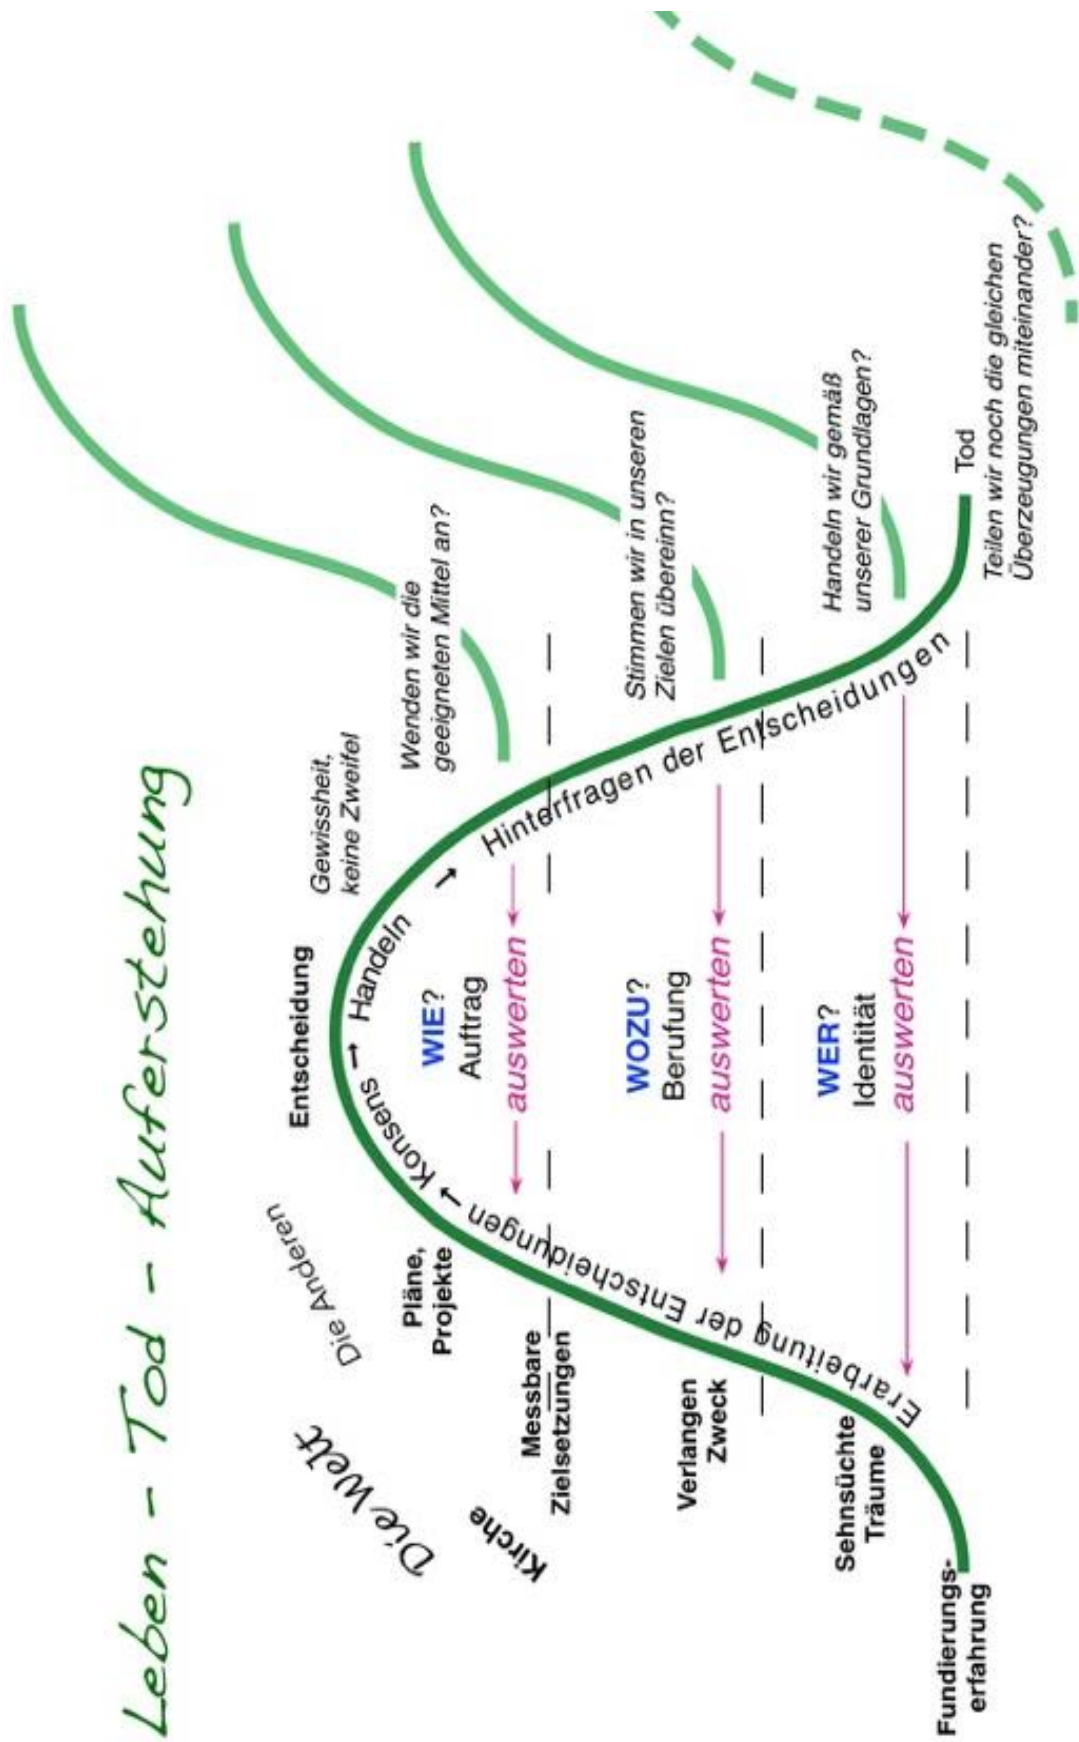 Leben - Tod - Auferstehung
Die Welt
Kirche
Die Anderen
Entscheidung
Gewissheit,
keine Zweifel
Pläne,
Projekte
Messbare
Zielsetzungen
Verlangen
Zweck
Sehnsüchte
Träume
Fundierungs-
erfahrung
Erarbeitung der Entscheidungen → Konsens → Handeln →
Hinterfragen der Entscheidungen
WIE?
Auftrag
auswerten
WOZU?
Berufung
auswerten
WER?
Identität
auswerten
Wenden wir die
geeigneten Mittel an?
Stimmen wir in unseren
Zielen übereinn?
Handeln wir gemäß
unserer Grundlagen?
Tod
Teilen wir noch die gleichen
Überzeugungen miteinander?